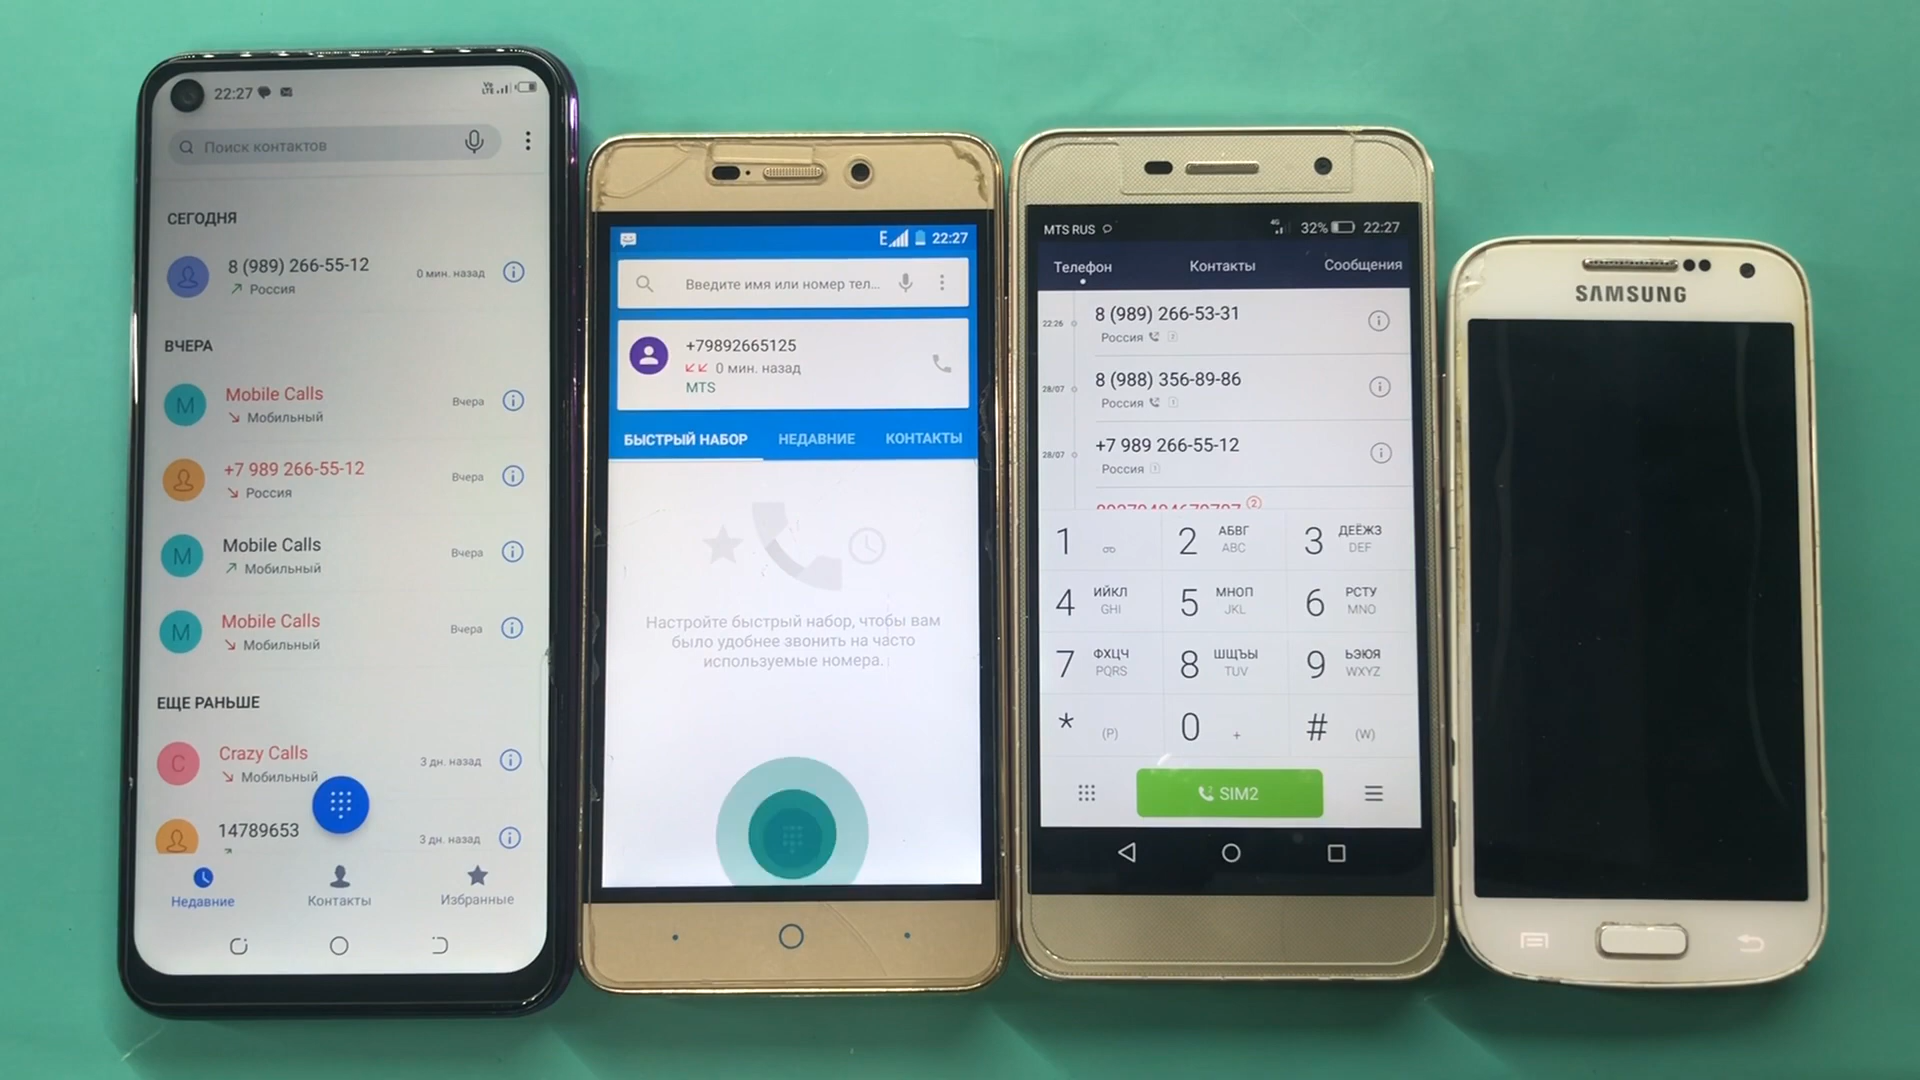 22:27
Vo LTE
Поиск контактов
СЕГОДНЯ
8 (989) 266-55-12
Россия
0 мин. назад
ВЧЕРА
Mobile Calls
Мобильный
Вчера
+7 989 266-55-12
Россия
Вчера
Mobile Calls
Мобильный
Вчера
Mobile Calls
Мобильный
Вчера
ЕЩЕ РАНЬШЕ
C
Crazy Calls
Мобильный
3 дн. назад
14789653
3 дн. назад
Недавние
Контакты
Избранные
E 22:27
Введите имя или номер тел...
+79892665125
0 мин. назад
MTS
БЫСТРЫЙ НАБОР НЕДАВНИЕ КОНТАКТЫ
Настройте быстрый набор, чтобы вам
было удобнее звонить на часто
используемые номера.
MTS RUS 4G 32% 22:27
Телефон Контакты Сообщения
22:26
8 (989) 266-53-31
Россия 2
28/07
8 (988) 356-89-86
Россия 1
28/07
+7 989 266-55-12
Россия 1
2
1 2 АБВГ ABC 3 ДЕЁЖЗ DEF
4 ИЙКЛ GHI 5 МНОП JKL 6 РСТУ MNO
7 ФХЦЧ PQRS 8 ШЩЪЫ TUV 9 ЬЭЮЯ WXYZ
* (P) 0 + # (W)
SIM2
SAMSUNG